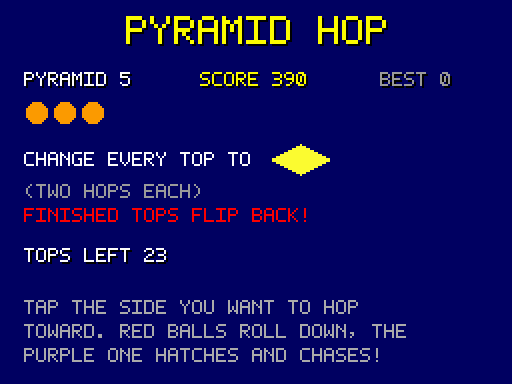 PYRAMID HOP
PYRAMID 5 SCORE 390 BEST 0
CHANGE EVERY TOP TO
(TWO HOPS EACH)
FINISHED TOPS FLIP BACK!
TOPS LEFT 23
TAP THE SIDE YOU WANT TO HOP
TOWARD. RED BALLS ROLL DOWN, THE
PURPLE ONE HATCHES AND CHASES!